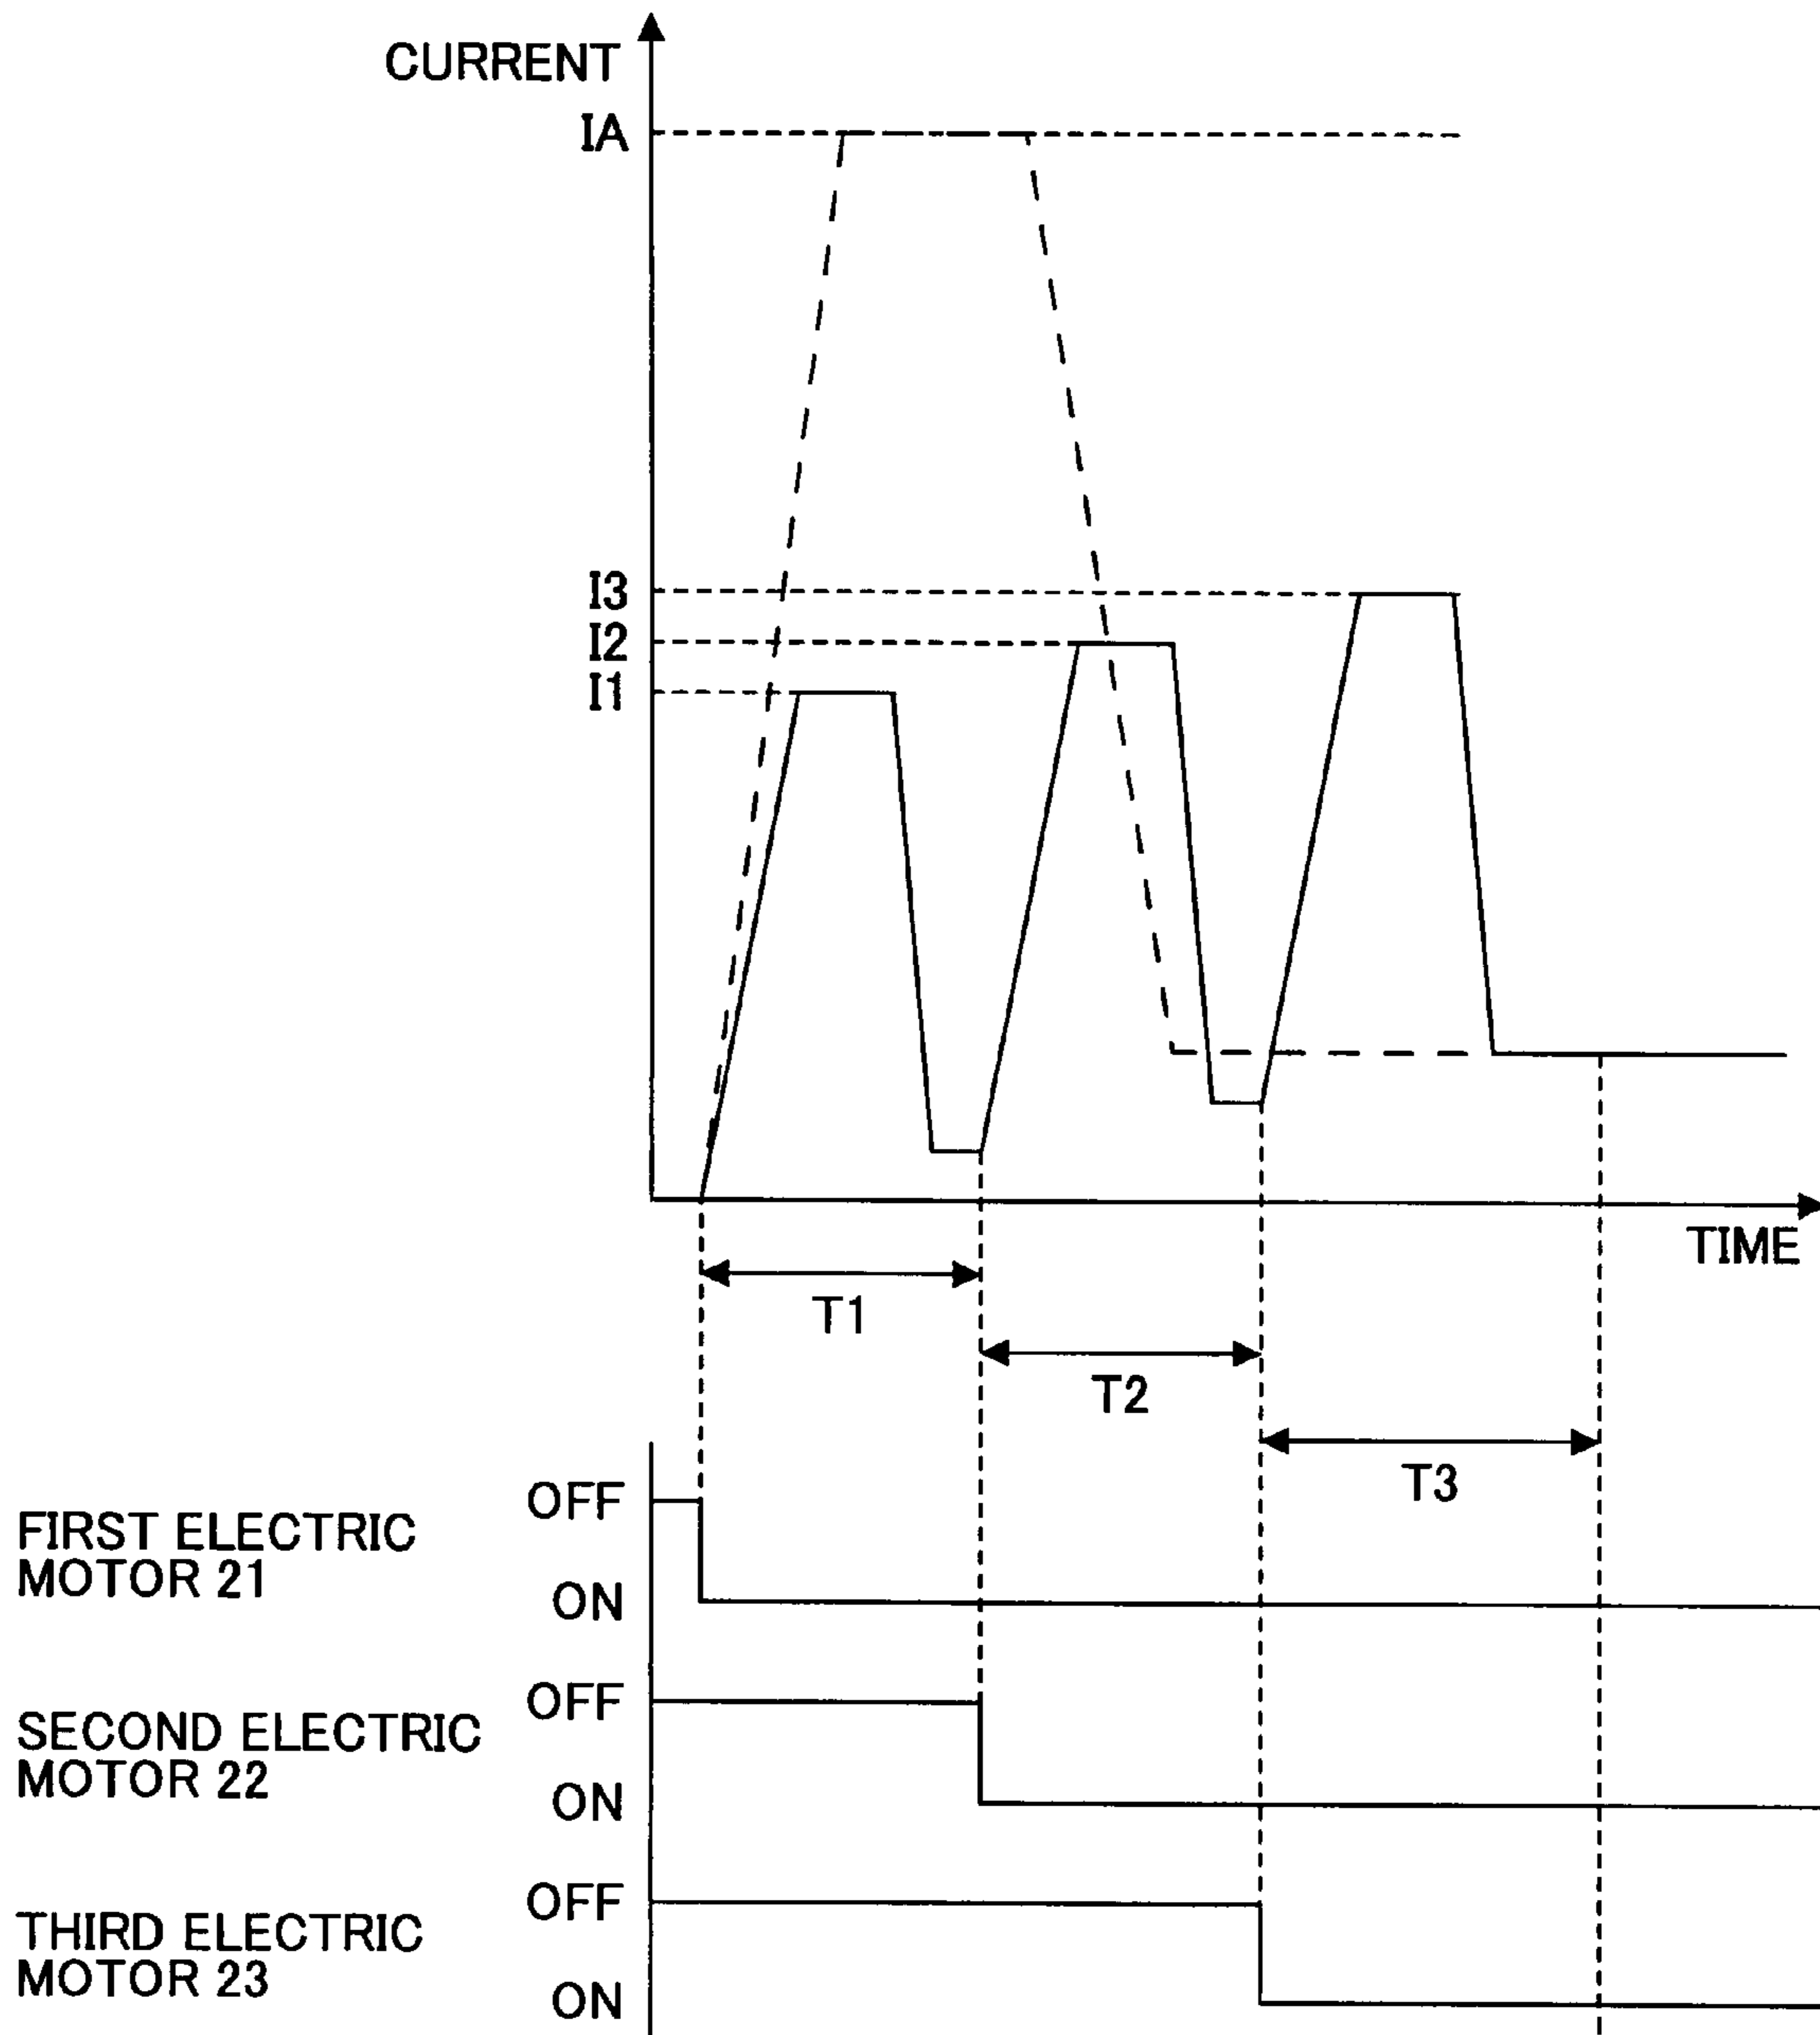 CURRENT
IA
I3
I2
I1
TIME
T1
T2
T3
FIRST ELECTRIC
MOTOR 21
OFF
ON
SECOND ELECTRIC
MOTOR 22
OFF
ON
THIRD ELECTRIC
MOTOR 23
OFF
ON